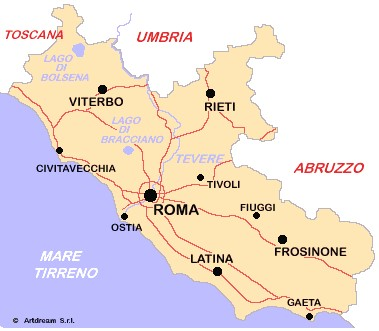 TOSCANA
UMBRIA
LAGO
DI
BOLSENA
VITERBO
RIETI
LAGO
DI
BRACCIANO
TEVERE
CIVITAVECCHIA
ABRUZZO
TIVOLI
ROMA
FIUGGI
OSTIA
FROSINONE
MARE
TIRRENO
LATINA
GAETA
© Artdream S.r.l.